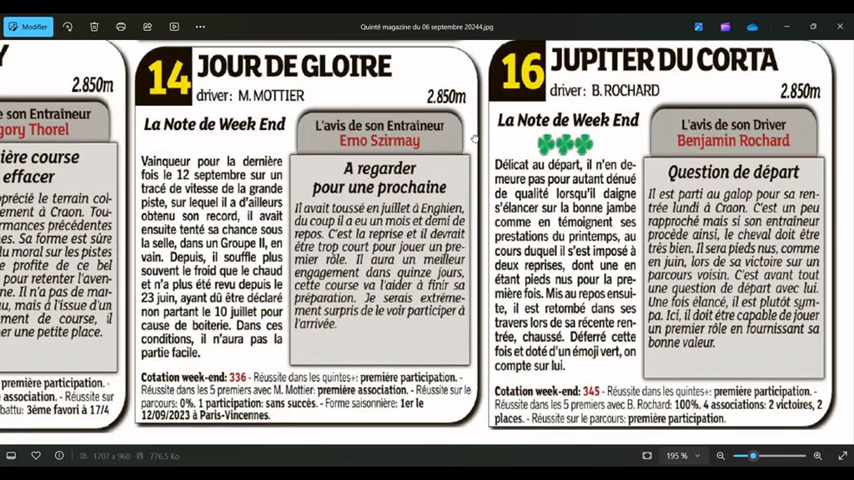 Modifier
Quinté magazine du 06 septembre 20244.jpg
Y
2.850m
e son Entraîneur
gory Thorel
ière course
effacer
pprécié le terrain col-
ement à Craon. Tou-
rmances précédentes
nes. Sa forme est sûre
du moral sur les pistes
e profite de ce bel
pour retenter l'aven-
ne. Il n'a pas de mar-
au, mais à l'issue d'un
ment de course, il
er une petite place.
première participation. -
association. - Réussite sur
battu: 3ème favori à 17/4
14 JOUR DE GLOIRE
driver: M. MOTTIER
2.850m
La Note de Week End
Vainqueur pour la dernière
fois le 12 septembre sur un
tracé de vitesse de la grande
piste, sur lequel il a d'ailleurs
obtenu son record, il avait
ensuite tenté sa chance sous
la selle, dans un Groupe II, en
vain. Depuis, il souffle plus
souvent le froid que le chaud
et n'a plus été revu depuis le
23 juin, ayant dû être déclaré
non partant le 10 juillet pour
cause de boiterie. Dans ces
conditions, il n'aura pas la
partie facile.
L'avis de son Entraîneur
Erno Szirmay
A regarder
pour une prochaine
Il avait toussé en juillet à Enghien,
du coup il a eu un mois et demi de
repos. C'est la reprise et il devrait
être trop court pour jouer un pre-
mier rôle. Il aura un meilleur
engagement dans quinze jours,
cette course va l'aider à finir sa
préparation. Je serais extrême-
ment surpris de le voir participer à
l'arrivée.
Cotation week-end: 336 - Réussite dans les quintes+: première participation. -
Réussite dans les 5 premiers avec M. Mottier: première association. - Réussite sur le
parcours: 0%. 1 participation: sans succès. - Forme saisonnière: 1er le
12/09/2023 à Paris-Vincennes.
16 JUPITER DU CORTA
driver: B. ROCHARD
2.850m
La Note de Week End
Délicat au départ, il n'en de-
meure pas pour autant dénué
de qualité lorsqu'il daigne
s'élancer sur la bonne jambe
comme en témoignent ses
prestations du printemps, au
cours duquel il s'est imposé à
deux reprises, dont une en
étant pieds nus pour la pre-
mière fois. Mis au repos ensui-
te, il est retombé dans ses
travers lors de sa récente ren-
trée, chaussé. Déferré cette
fois et doté d'un émoji vert, on
compte sur lui.
L'avis de son Driver
Benjamin Rochard
Question de départ
Il est parti au galop pour sa ren-
trée lundi à Craon. C'est un peu
rapproché mais si son entraîneur
procède ainsi, le cheval doit être
très bien. Il sera pieds nus, comme
en juin, lors de sa victoire sur un
parcours voisin. C'est avant tout
une question de départ avec lui.
Une fois élancé, il est plutôt sym-
pa. Ici, il doit être capable de jouer
un premier rôle en fournissant sa
bonne valeur.
Cotation week-end: 345 - Réussite dans les quintes+: première participation. -
Réussite dans les 5 premiers avec B. Rochard: 100%. 4 associations: 2 victoires, 2
places. - Réussite sur le parcours: première participation.
1707 x 960
776.5 Ko
195 %